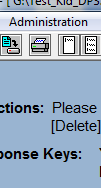 - [ G:\Test_Kid_DPS
Administration
ctions: Please
[Delete]
ponse Keys: